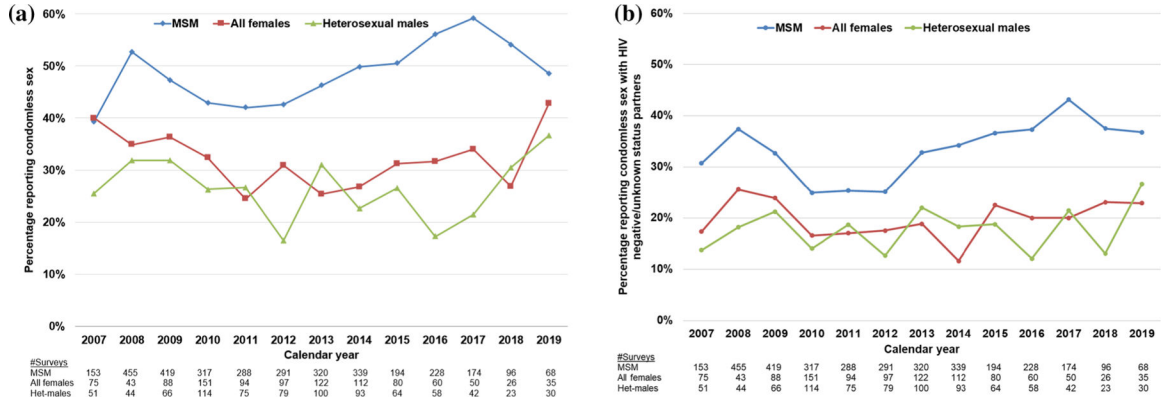 (a)
MSM All females Heterosexual males
Percentage reporting condomless sex
60%
50%
40%
30%
20%
10%
0%
2007 2008 2009 2010 2011 2012 2013 2014 2015 2016 2017 2018 2019
Calendar year
#Surveys
MSM 153 455 419 317 288 291 320 339 194 228 174 96 68
All females 75 43 88 151 94 97 122 112 80 60 50 26 35
Het-males 51 44 66 114 75 79 100 93 64 58 42 23 30
(b)
MSM All females Heterosexual males
Percentage reporting condomless sex with HIV
negative/unknown status partners
60%
50%
40%
30%
20%
10%
0%
2007 2008 2009 2010 2011 2012 2013 2014 2015 2016 2017 2018 2019
Calendar year
#Surveys
MSM 153 455 419 317 288 291 320 339 194 228 174 96 68
All females 75 43 88 151 94 97 122 112 80 60 50 26 35
Het-males 51 44 66 114 75 79 100 93 64 58 42 23 30